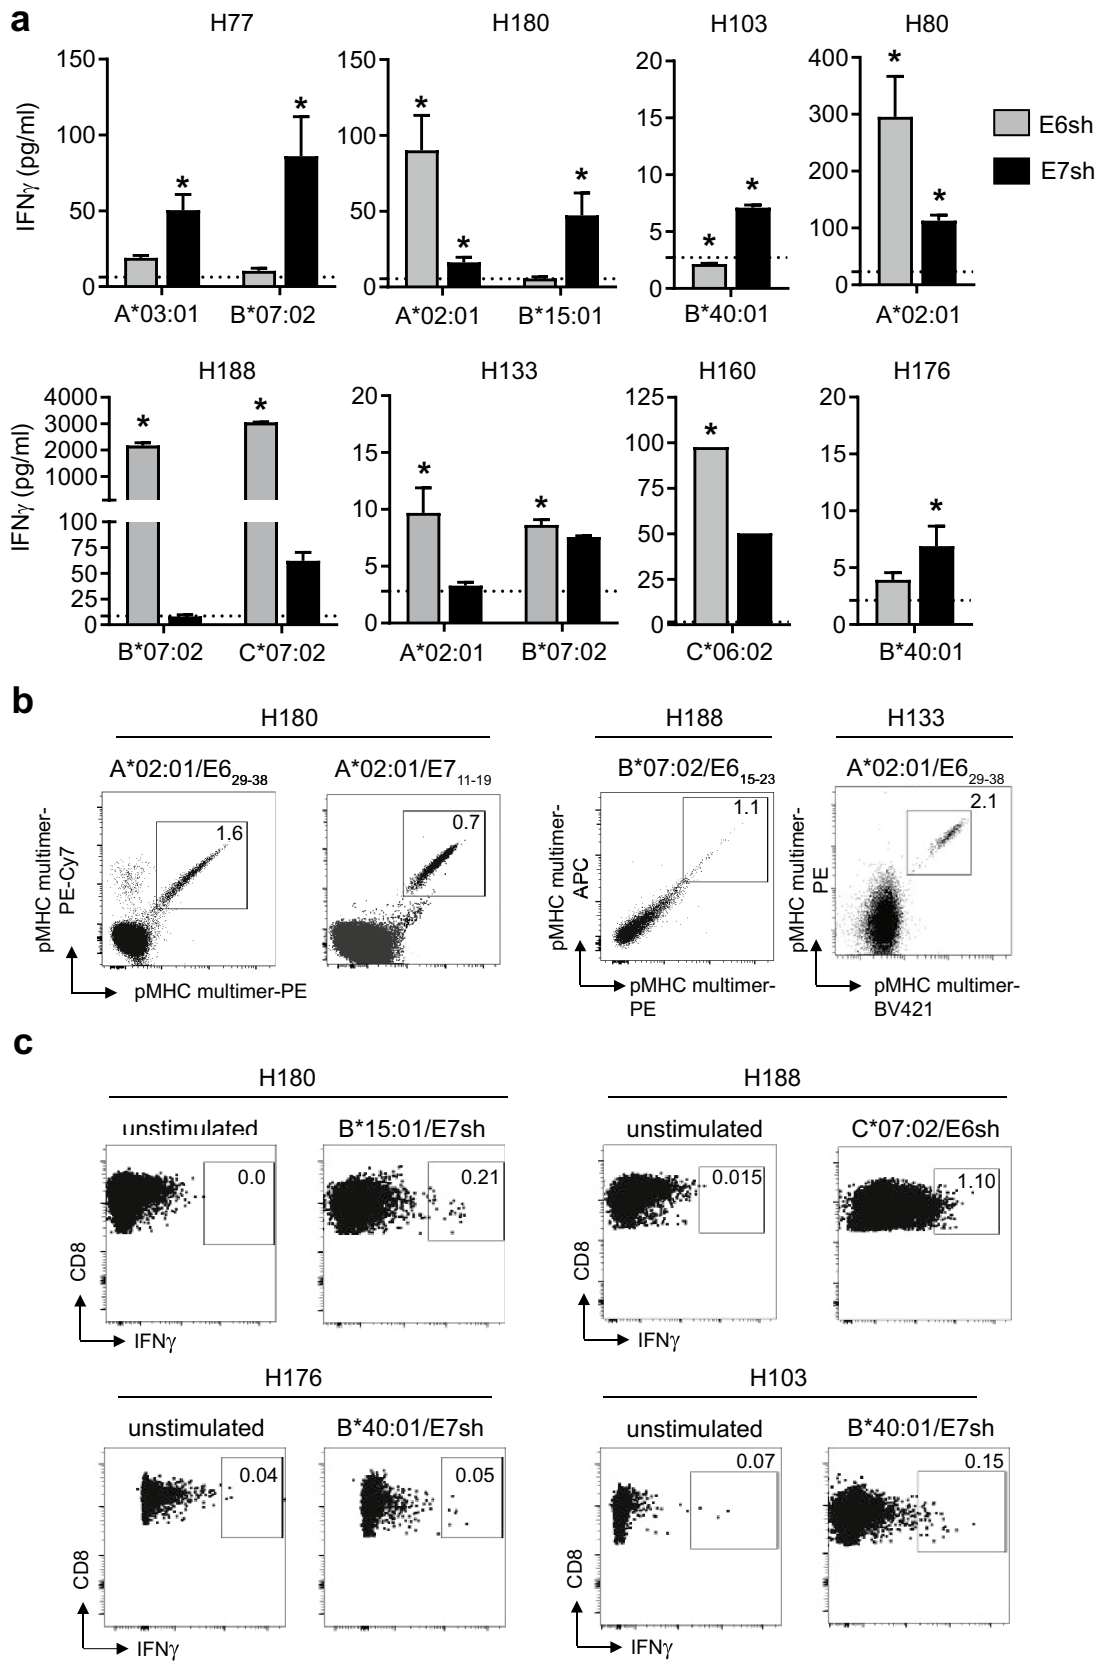 a
H77 H180 H103 H80
IFNγ (pg/ml)
150
100
50
0
A*03:01 B*07:02
* *
150
100
50
0
A*02:01 B*15:01
* * *
20
15
10
5
0
B*40:01
* *
400
300
200
100
0
A*02:01
* *
E6sh
E7sh
H188 H133 H160 H176
IFNγ (pg/ml)
4000
3000
2000
1000
100
75
50
25
0
B*07:02 C*07:02
* *
20
15
10
5
0
A*02:01 B*07:02
* *
125
100
75
50
25
0
C*06:02
*
20
15
10
5
0
B*40:01
*
b
H180 H188 H133
A*02:01/E629-38 A*02:01/E711-19 B*07:02/E615-23 A*02:01/E629-38
1.6 0.7 1.1 2.1
pMHC multimer-
PE-Cy7
pMHC multimer-PE
pMHC multimer-
APC
pMHC multimer-
PE
pMHC multimer-
PE
pMHC multimer-
BV421
c
H180 H188
unstimulated B*15:01/E7sh unstimulated C*07:02/E6sh
0.0 0.21 0.015 1.10
CD8 CD8
IFNγ IFNγ
H176 H103
unstimulated B*40:01/E7sh unstimulated B*40:01/E7sh
0.04 0.05 0.07 0.15
CD8 CD8
IFNγ IFNγ